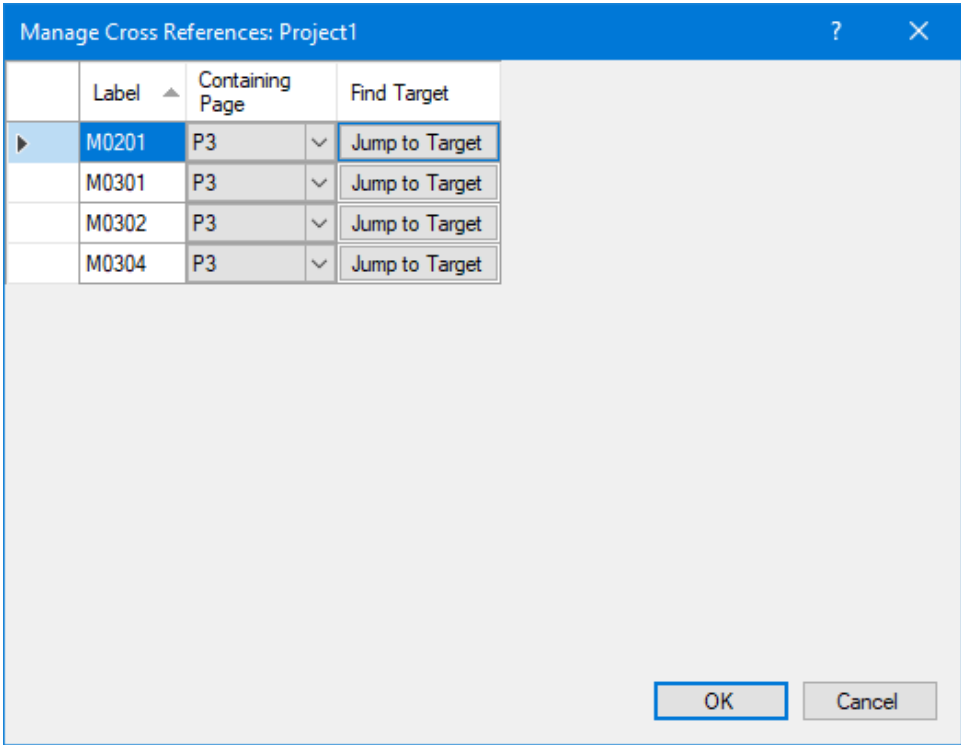 Manage Cross References: Project1 ?
Label Containing Page Find Target
M0201 P3 Jump to Target
M0301 P3 Jump to Target
M0302 P3 Jump to Target
M0304 P3 Jump to Target
OK Cancel